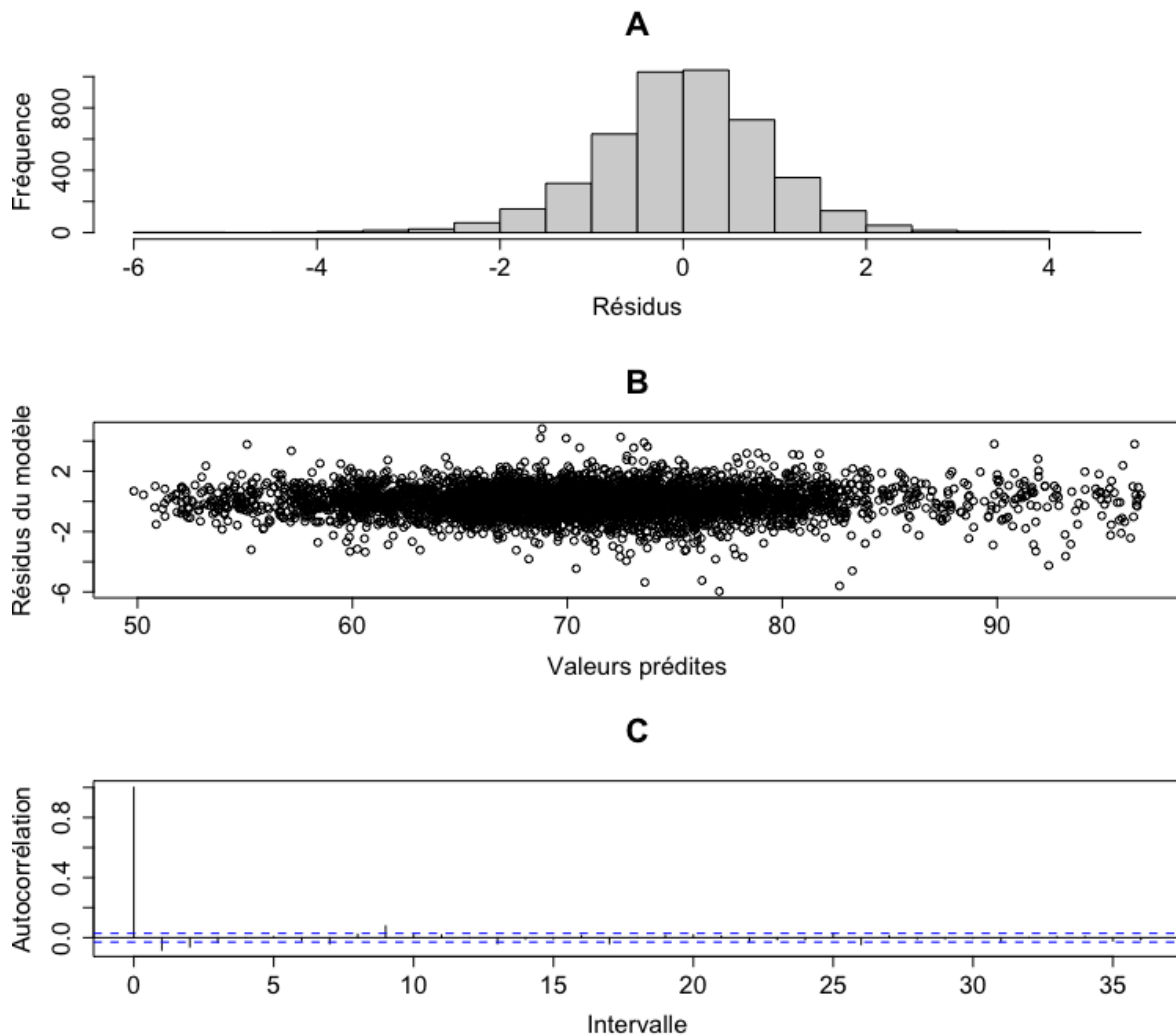 A
Fréquence
800
400
0
-6 -4 -2 0 2 4
Résidus
B
Résidus du modèle
2
-2
-6
50 60 70 80 90
Valeurs prédites
C
Autocorrélation
0.8
0.4
0.0
0 5 10 15 20 25 30 35
Intervalle